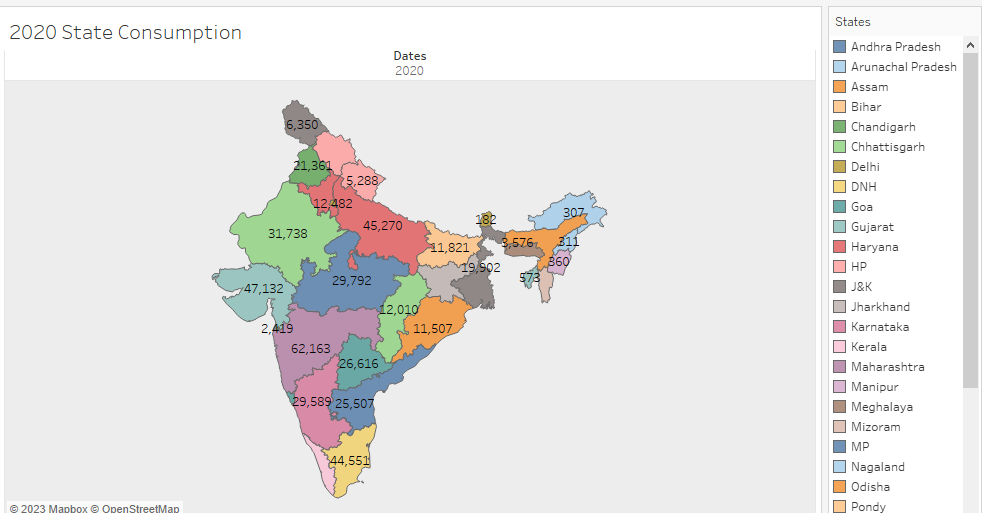 2020 State Consumption
Dates
2020
6,350
21,361
5,288
12,482
45,270
31,738
182
307
3,576
311
11,821
360
19,902
573
29,792
47,132
12,010
11,507
2,419
62,163
26,616
29,589
25,507
44,551
© 2023 Mapbox © OpenStreetMap
States
Andhra Pradesh
Arunachal Pradesh
Assam
Bihar
Chandigarh
Chhattisgarh
Delhi
DNH
Goa
Gujarat
Haryana
HP
J&K
Jharkhand
Karnataka
Kerala
Maharashtra
Manipur
Meghalaya
Mizoram
MP
Nagaland
Odisha
Pondy